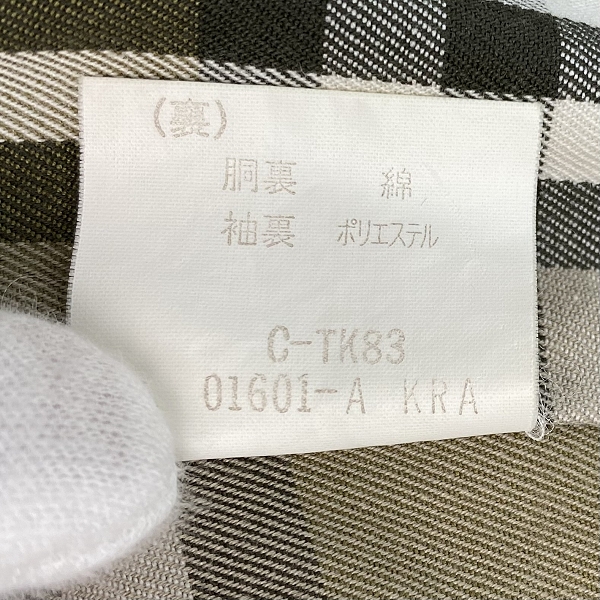 (裏)
胴裏 綿
袖裏 ポリエステル
C-TK83
01601-A KRA